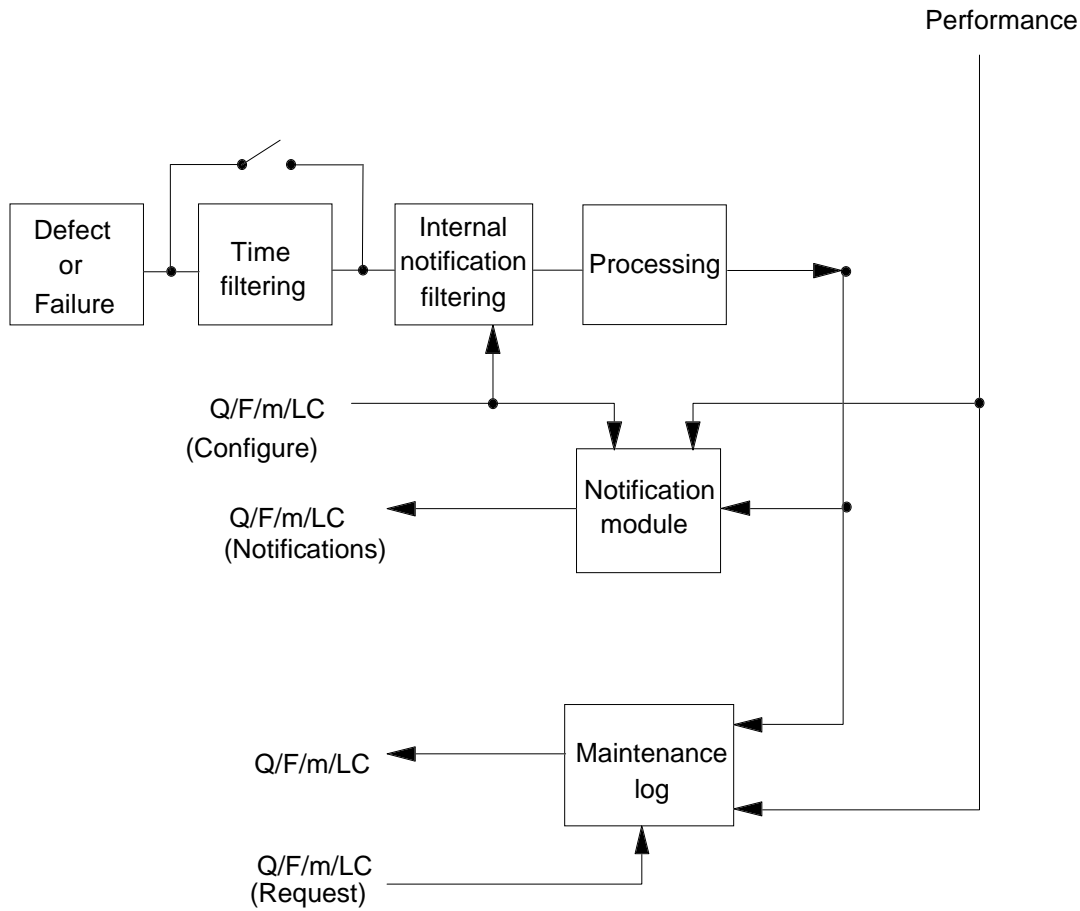 Performance
Defect
or
Failure
Time
filtering
Internal
notification
filtering
Processing
Q/F/m/LC
(Configure)
Notification
module
Q/F/m/LC
(Notifications)
Maintenance
log
Q/F/m/LC
Q/F/m/LC
(Request)